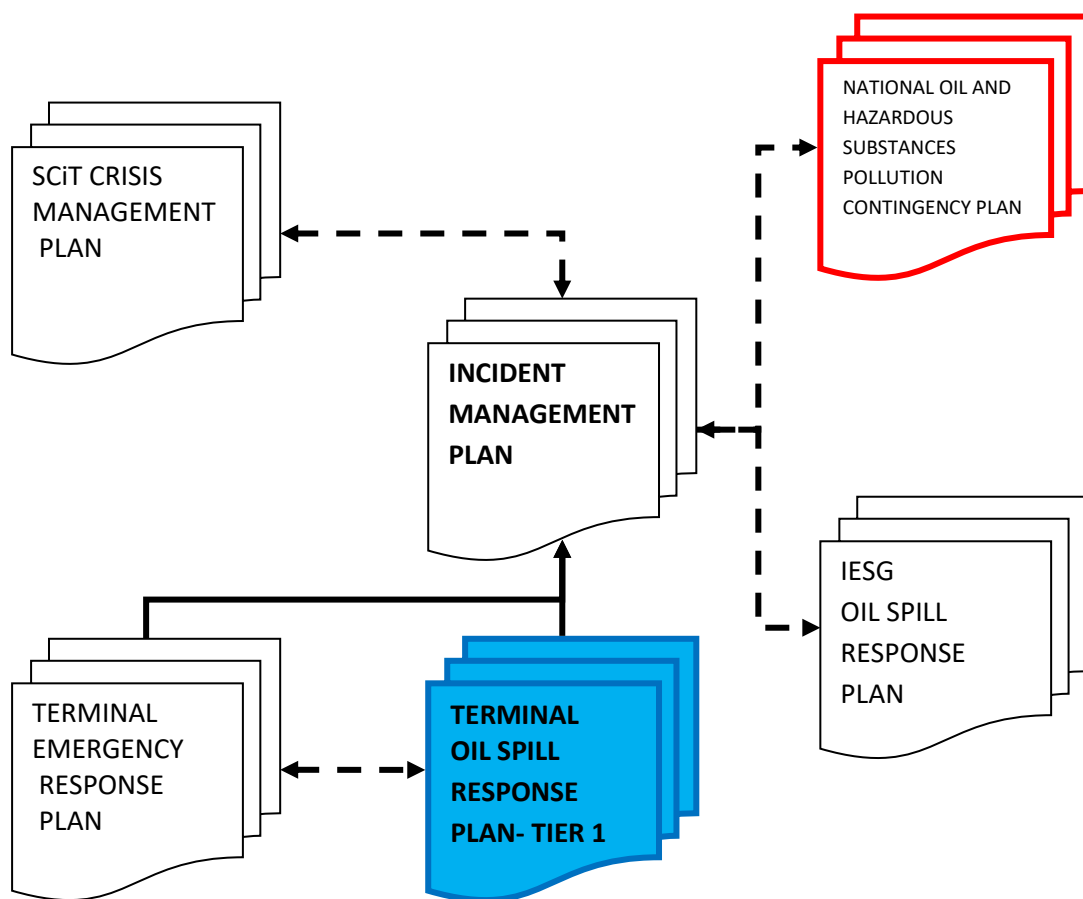 NATIONAL OIL AND
HAZARDOUS
SUBSTANCES
POLLUTION
CONTINGENCY PLAN
SCiT CRISIS
MANAGEMENT
PLAN
INCIDENT
MANAGEMENT
PLAN
IESG
OIL SPILL
RESPONSE
PLAN
TERMINAL
EMERGENCY
RESPONSE
PLAN
TERMINAL
OIL SPILL
RESPONSE
PLAN- TIER 1